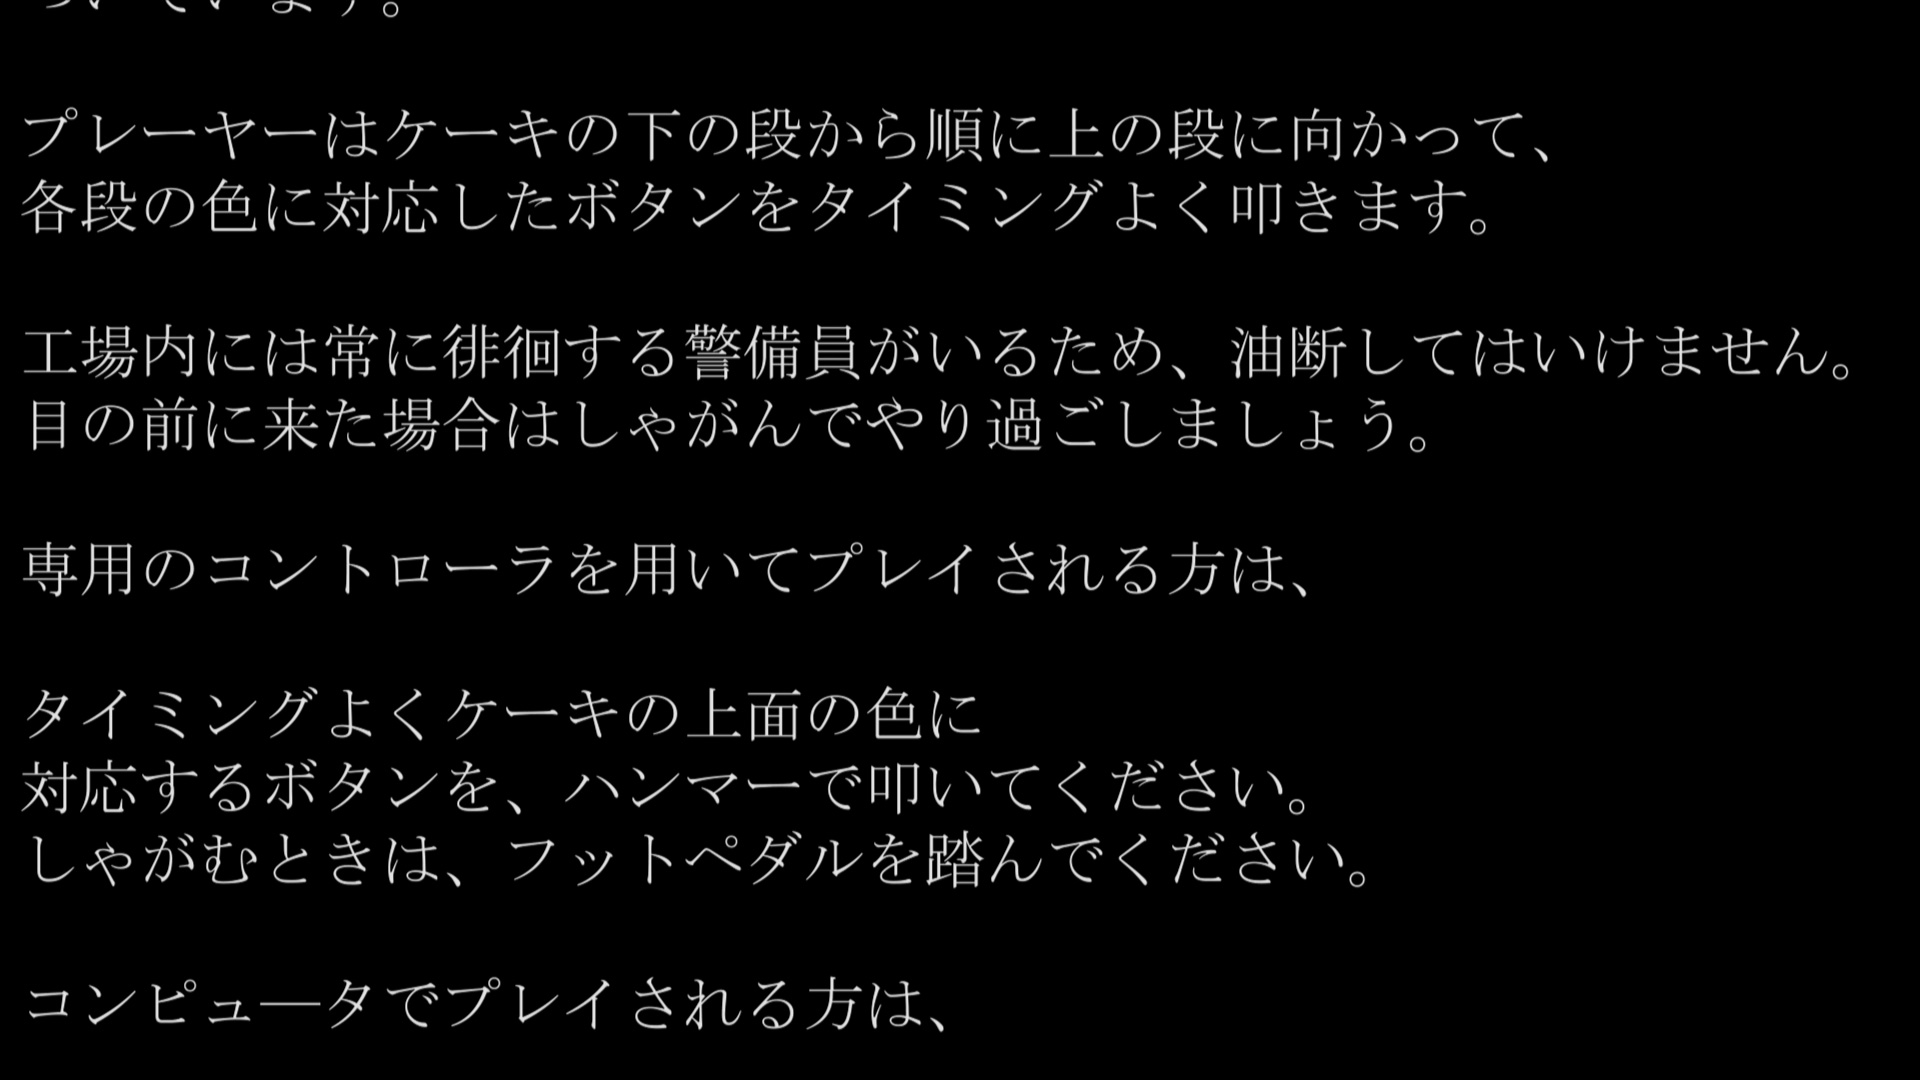 プレーヤーはケーキの下の段から順に上の段に向かって、
各段の色に対応したボタンをタイミングよく叩きます。
工場内には常に徘徊する警備員がいるため、油断してはいけません。
目の前に来た場合はしゃがんでやり過ごしましょう。
専用のコントローラを用いてプレイされる方は、
タイミングよくケーキの上面の色に
対応するボタンを、ハンマーで叩いてください。
しゃがむときは、フットペダルを踏んでください。
コンピュ―タでプレイされる方は、